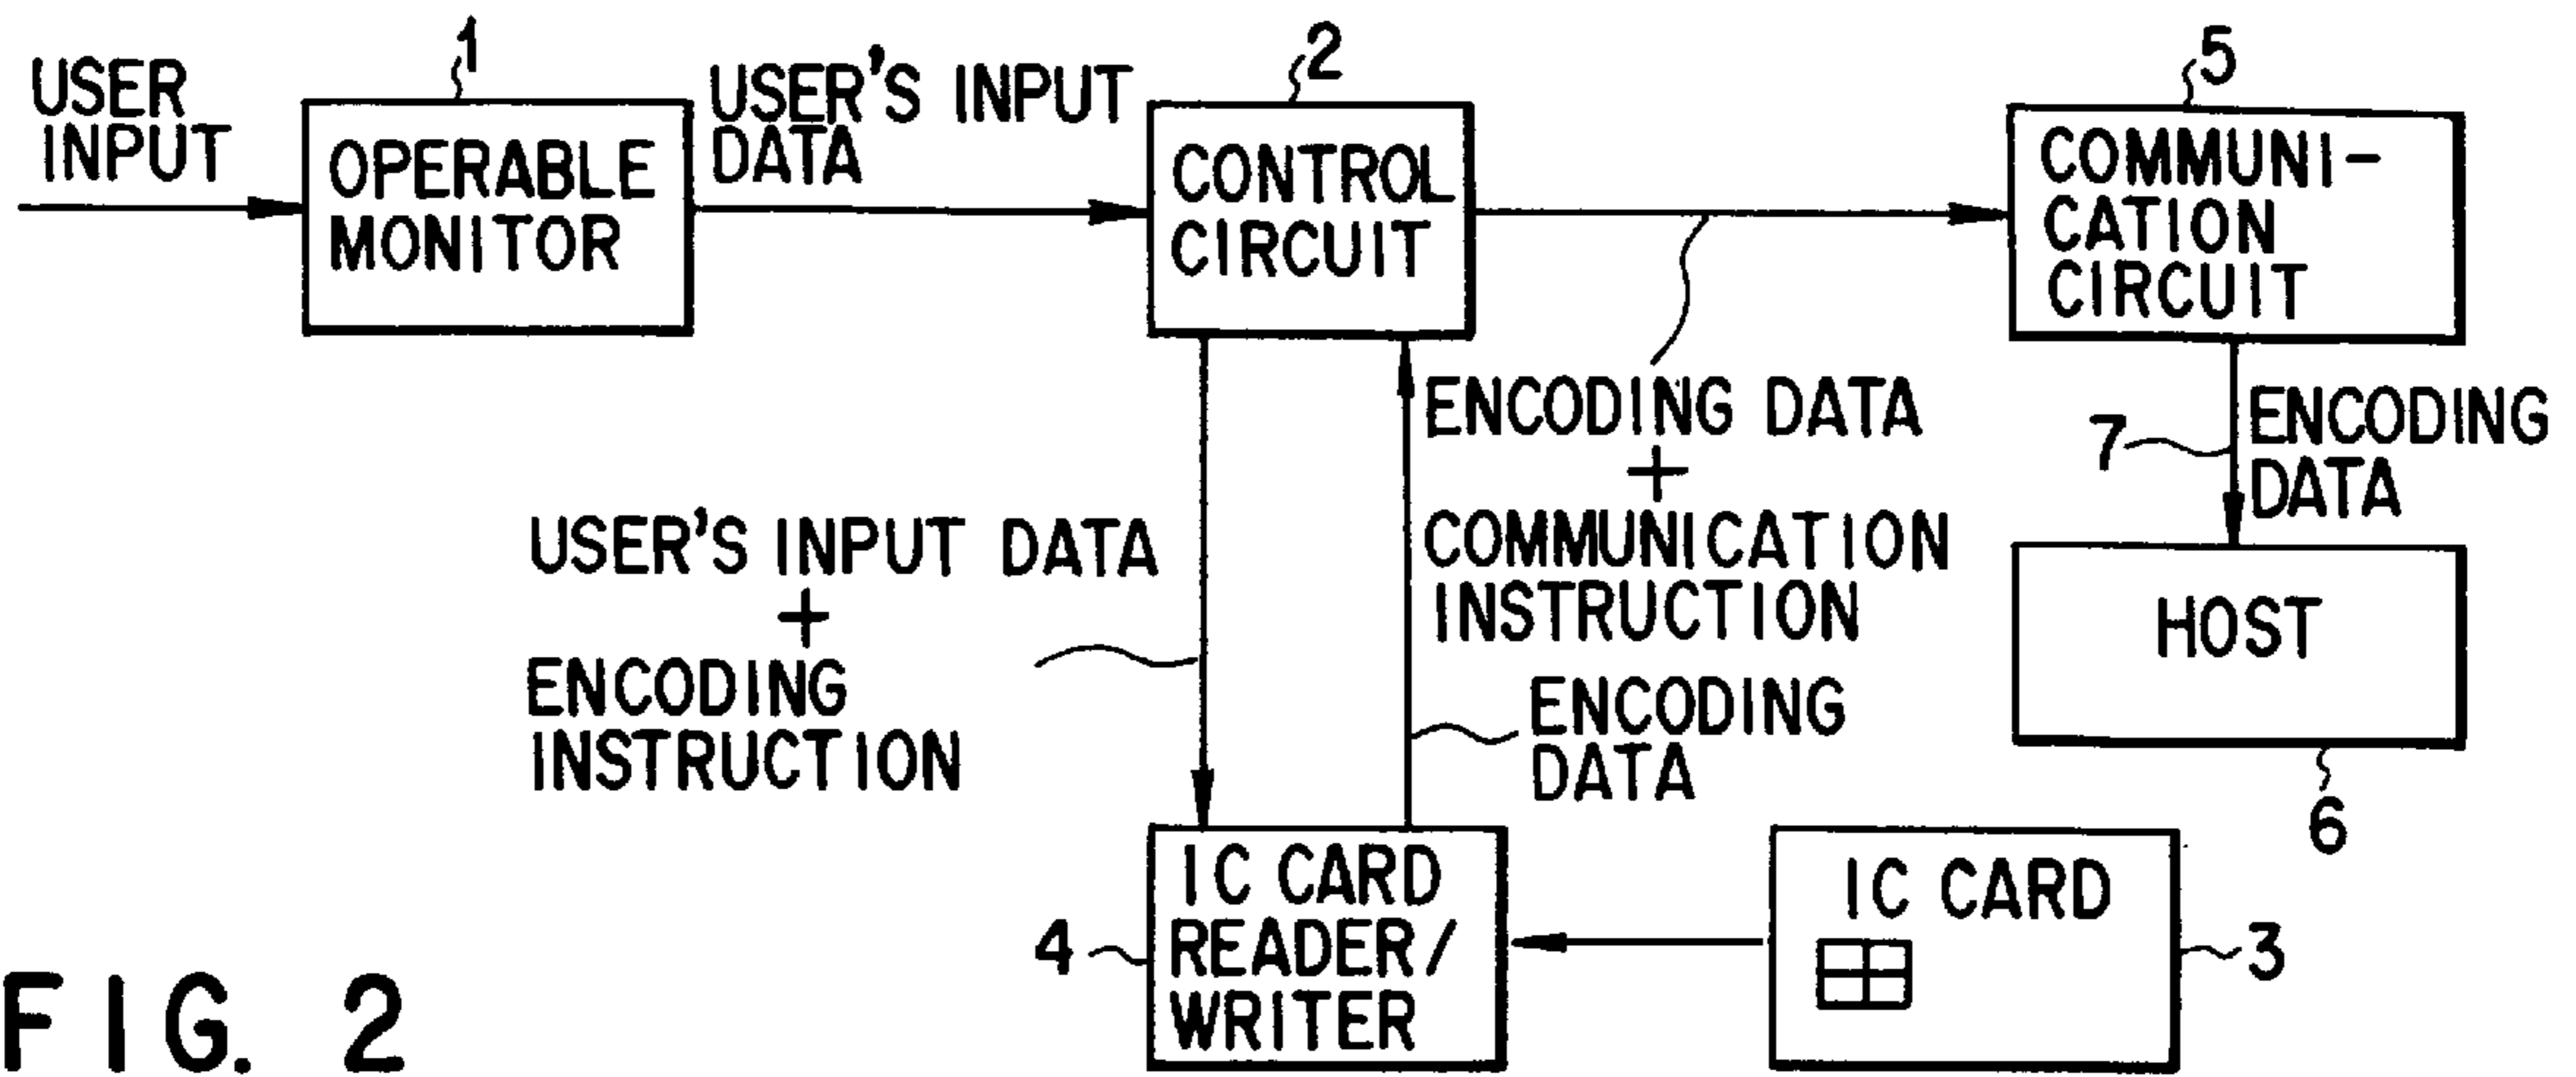 1
2
5
USER
INPUT
OPERABLE
MONITOR
USER'S INPUT
DATA
CONTROL
CIRCUIT
COMMUNI-
CATION
CIRCUIT
ENCODING DATA
+
COMMUNICATION
INSTRUCTION
7
ENCODING
DATA
USER'S INPUT DATA
+
ENCODING
INSTRUCTION
ENCODING
DATA
HOST
6
4
IC CARD
READER/
WRITER
IC CARD
3
FIG. 2